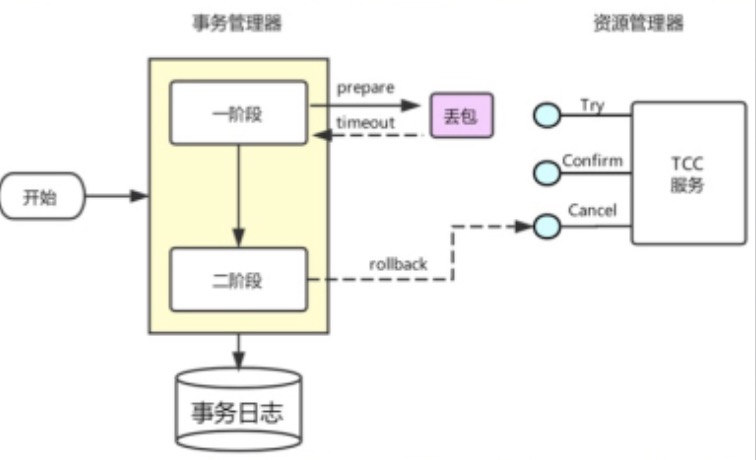 事务管理器
资源管理器
一阶段
prepare
timeout
丢包
Try
Confirm
Cancel
TCC
服务
开始
二阶段
rollback
事务日志